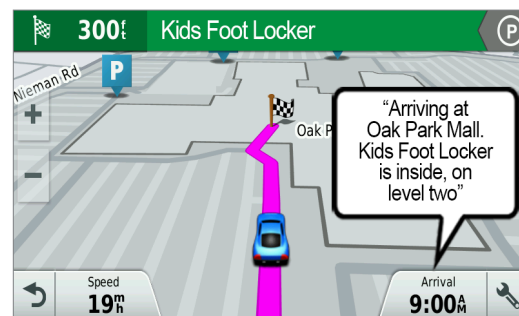 300ft Kids Foot Locker
P
Nieman Rd
P
+
Oak P
“Arriving at
Oak Park Mall.
Kids Foot Locker
is inside, on
level two”
−
Speed
19mh
Arrival
9:00AM